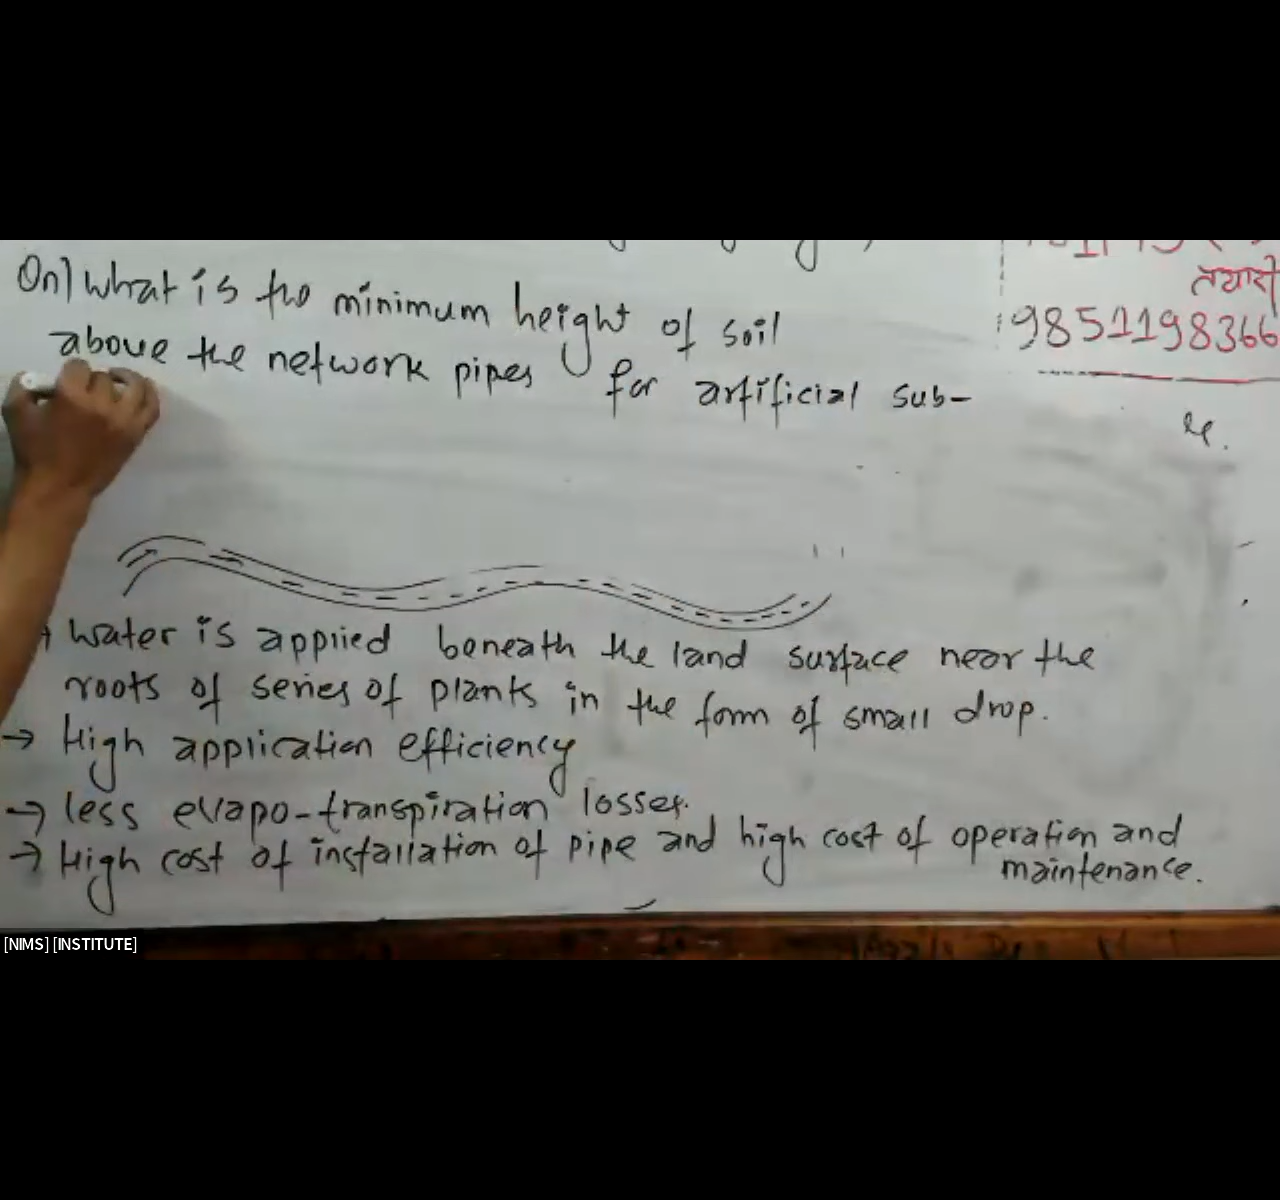 Qn) What is the minimum height of soil
above the network pipes for artificial sub-
तयारी
9851198366
Water is applied beneath the land surface near the
roots of series of plants in the form of small drop.
→ High application efficiency
→ less evapo-transpiration losses.
→ High cost of installation of pipe and high cost of operation and
maintenance.
[NIMS] [INSTITUTE]